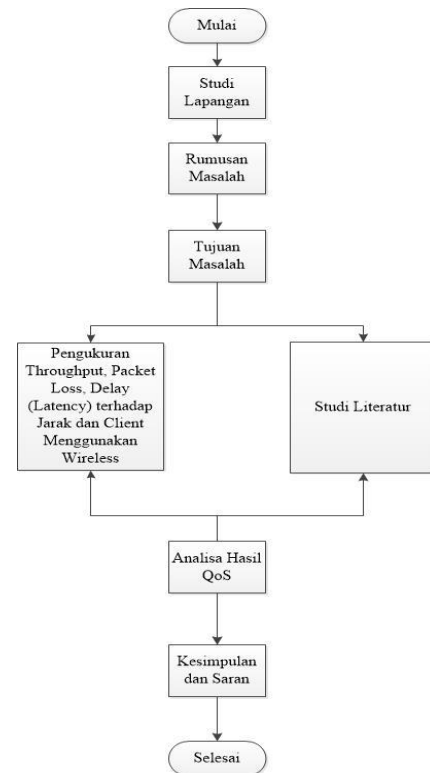 Mulai
Studi
Lapangan
Rumusan
Masalah
Tujuan
Masalah
Pengukuran
Throughput, Packet
Loss, Delay
(Latency) terhadap
Jarak dan Client
Menggunakan
Wireless
Studi Literatur
Analisa Hasil
QoS
Kesimpulan
dan Saran
Selesai